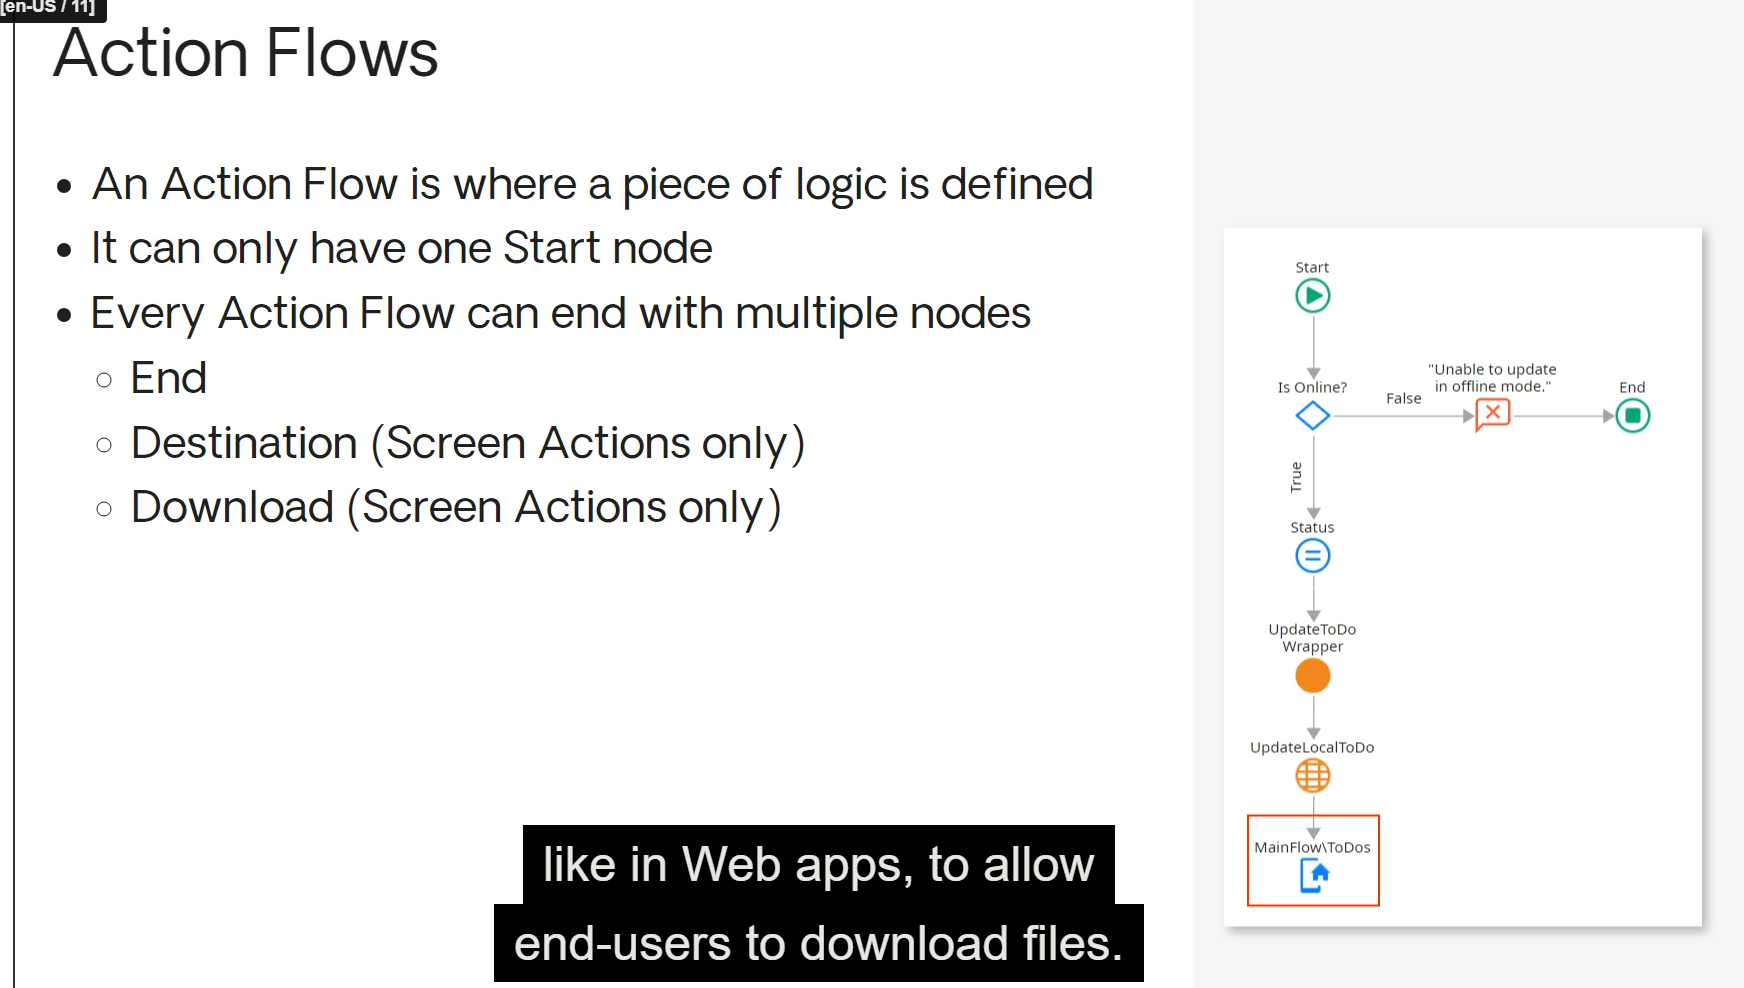 [en-US / 11]
Action Flows
• An Action Flow is where a piece of logic is defined
• It can only have one Start node
• Every Action Flow can end with multiple nodes
○ End
○ Destination (Screen Actions only)
○ Download (Screen Actions only)
Start
Is Online?
False
"Unable to update
in offline mode."
End
True
Status
UpdateToDo
Wrapper
UpdateLocalToDo
MainFlow\ToDos
like in Web apps, to allow
end-users to download files.